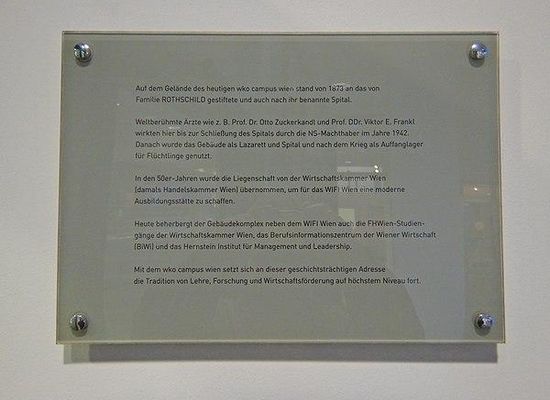 Auf dem Gelände des heutigen wko campus wien stand von 1873 an das von
Familie ROTHSCHILD gestiftete und auch nach ihr benannte Spital.
Weltberühmte Ärzte wie z. B. Prof. Dr. Otto Zuckerkandl und Prof. DDr. Viktor E. Frankl
wirkten hier bis zur Schließung des Spitals durch die NS-Machthaber im Jahre 1942.
Danach wurde das Gebäude als Lazarett und Spital und nach dem Krieg als Auffanglager
für Flüchtlinge genutzt.
In den 50er-Jahren wurde die Liegenschaft von der Wirtschaftskammer Wien
(damals Handelskammer Wien) übernommen, um für das WIFI Wien eine moderne
Ausbildungsstätte zu schaffen.
Heute beherbergt der Gebäudekomplex neben dem WIFI Wien auch die FHWien-Studien-
gänge der Wirtschaftskammer Wien, das Berufsinformationszentrum der Wiener Wirtschaft
(BiWi) und das Hernstein Institut für Management und Leadership.
Mit dem wko campus wien setzt sich an dieser geschichtsträchtigen Adresse
die Tradition von Lehre, Forschung und Wirtschaftsförderung auf höchstem Niveau fort.